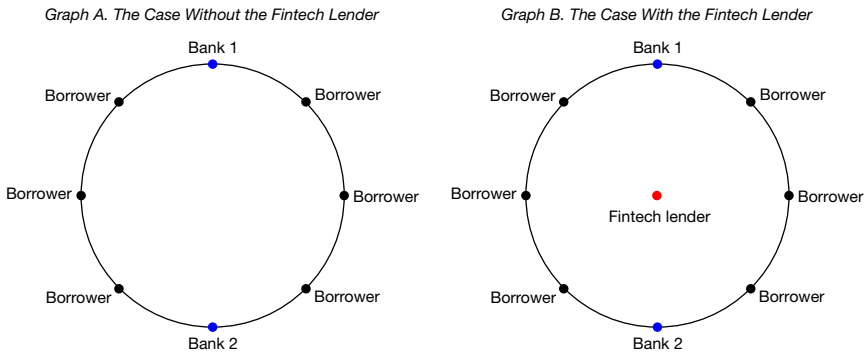 Graph A. The Case Without the Fintech Lender
Bank 1
Borrower
Borrower
Borrower
Borrower
Borrower
Borrower
Bank 2
Graph B. The Case With the Fintech Lender
Bank 1
Borrower
Borrower
Borrower
Borrower
Fintech lender
Borrower
Borrower
Bank 2